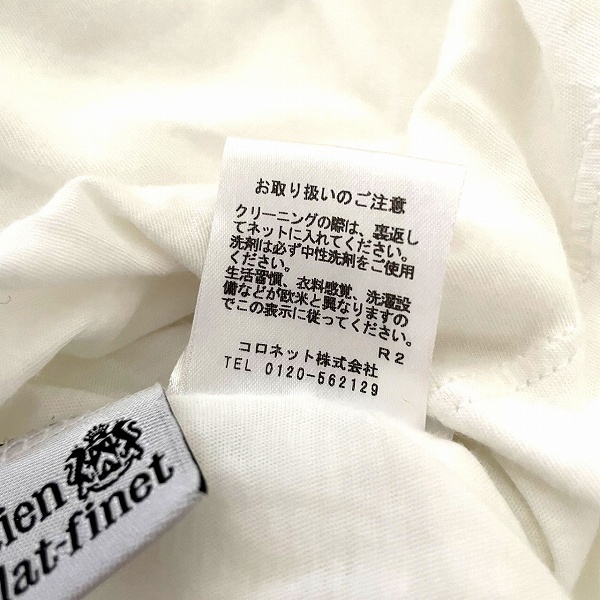 お取り扱いのご注意
クリーニングの際は、裏返し
てネットに入れてください。
洗剤は必ず中性洗剤をご使用
ください。
生活習慣、衣料感覚、洗濯設
備などが欧米と異なりますの
でこの表示に従ってください。
R2
コロネット株式会社
TEL 0120-562129
ien
lat-finet